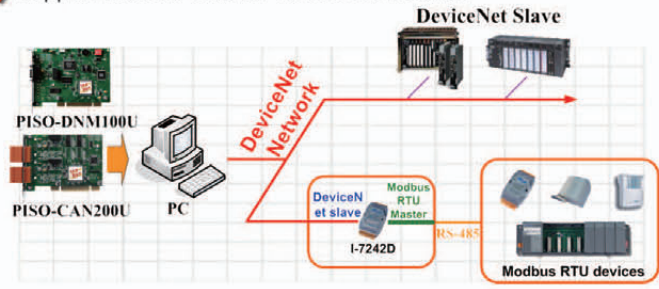 DeviceNet Slave
PISO-DNM100U
DeviceNet
Network
PISO-CAN200U
PC
DeviceN
et slave
Modbus
RTU
Master
RS-485
I-7242D
Modbus RTU devices